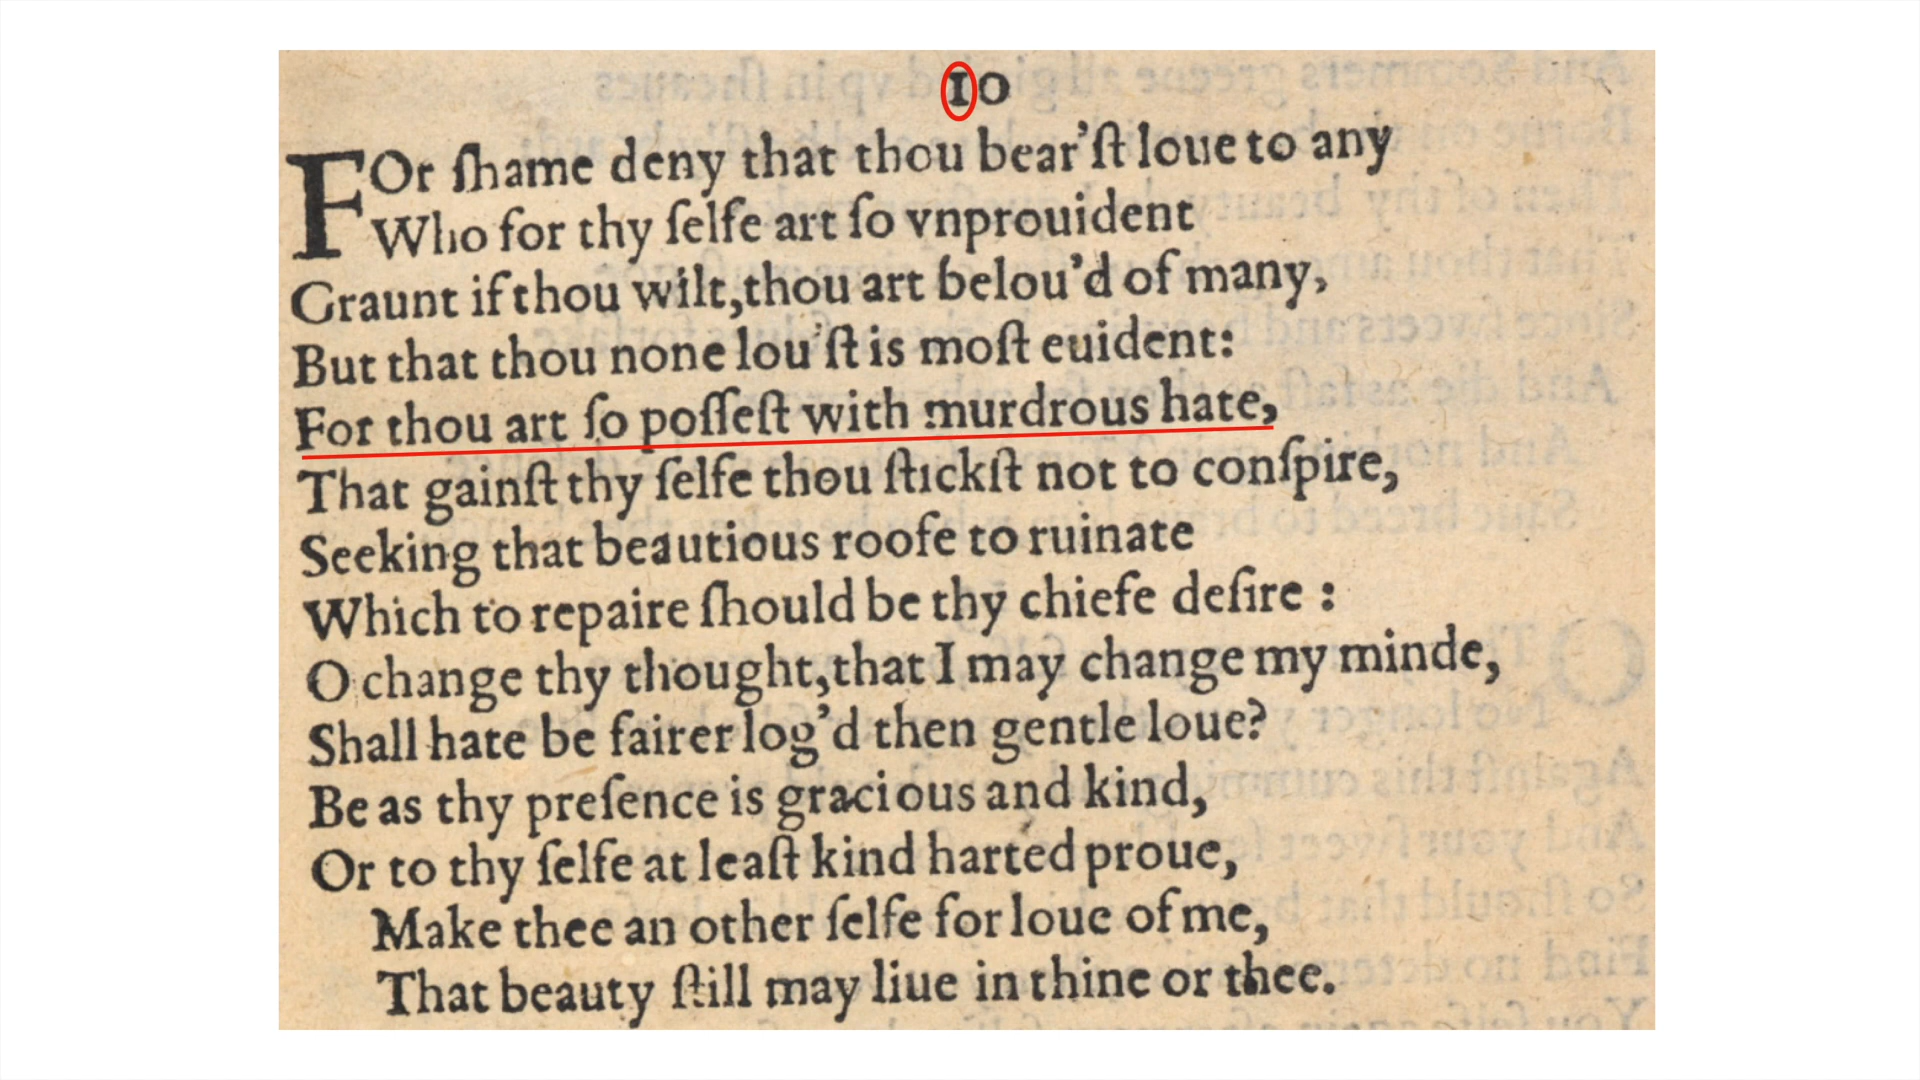 10
FOr ſhame deny that thou bear'ſt loue to any
Who for thy ſelfe art ſo vnprouident
Graunt if thou wilt,thou art belou'd of many,
But that thou none lou'ſt is moſt euident:
For thou art ſo poſſeſt with murdrous hate,
That gainſt thy ſelfe thou ſtickſt not to conſpire,
Seeking that beautious roofe to ruinate
Which to repaire ſhould be thy chiefe deſire :
O change thy thought,that I may change my minde,
Shall hate be fairer log'd then gentle loue?
Be as thy preſence is gracious and kind,
Or to thy ſelfe at leaſt kind harted proue,
Make thee an other ſelfe for loue of me,
That beauty ſtill may liue in thine or thee.